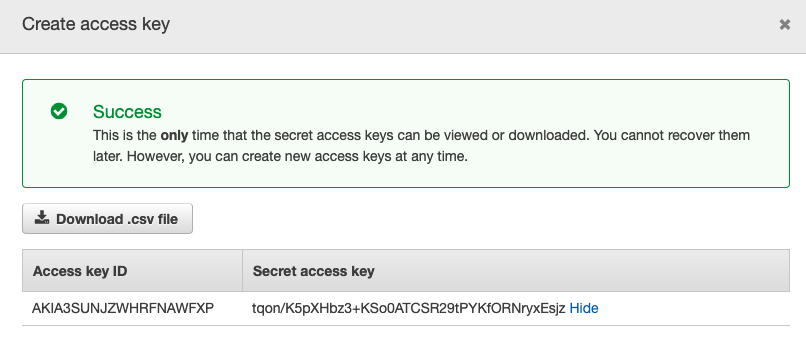 Create access key
Success
This is the only time that the secret access keys can be viewed or downloaded. You cannot recover them
later. However, you can create new access keys at any time.
Download .csv file
Access key ID Secret access key
AKIA3SUNJZWHRFNAWFXP tqon/K5pXHbz3+KSo0ATCSR29tPYKfORNryxEsjz Hide